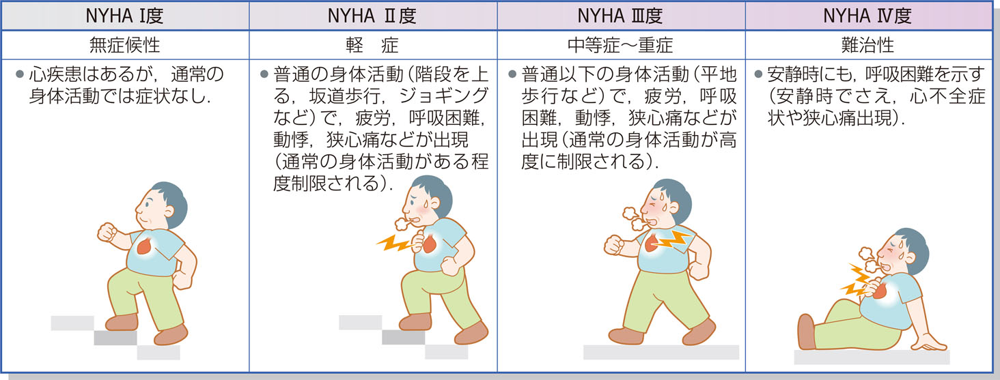 NYHA Ⅰ度
無症候性
● 心疾患はあるが，通常の
身体活動では症状なし．
NYHA Ⅱ度
軽　症
● 普通の身体活動（階段を上
る，坂道歩行，ジョギング
など）で，疲労，呼吸困難，
動悸，狭心痛などが出現
（通常の身体活動がある程
度制限される）．
NYHA Ⅲ度
中等症～重症
● 普通以下の身体活動（平地
歩行など）で，疲労，呼吸
困難，動悸，狭心痛などが
出現（通常の身体活動が高
度に制限される）．
NYHA Ⅳ度
難治性
● 安静時にも，呼吸困難を示す
（安静時でさえ，心不全症
状や狭心痛出現）．